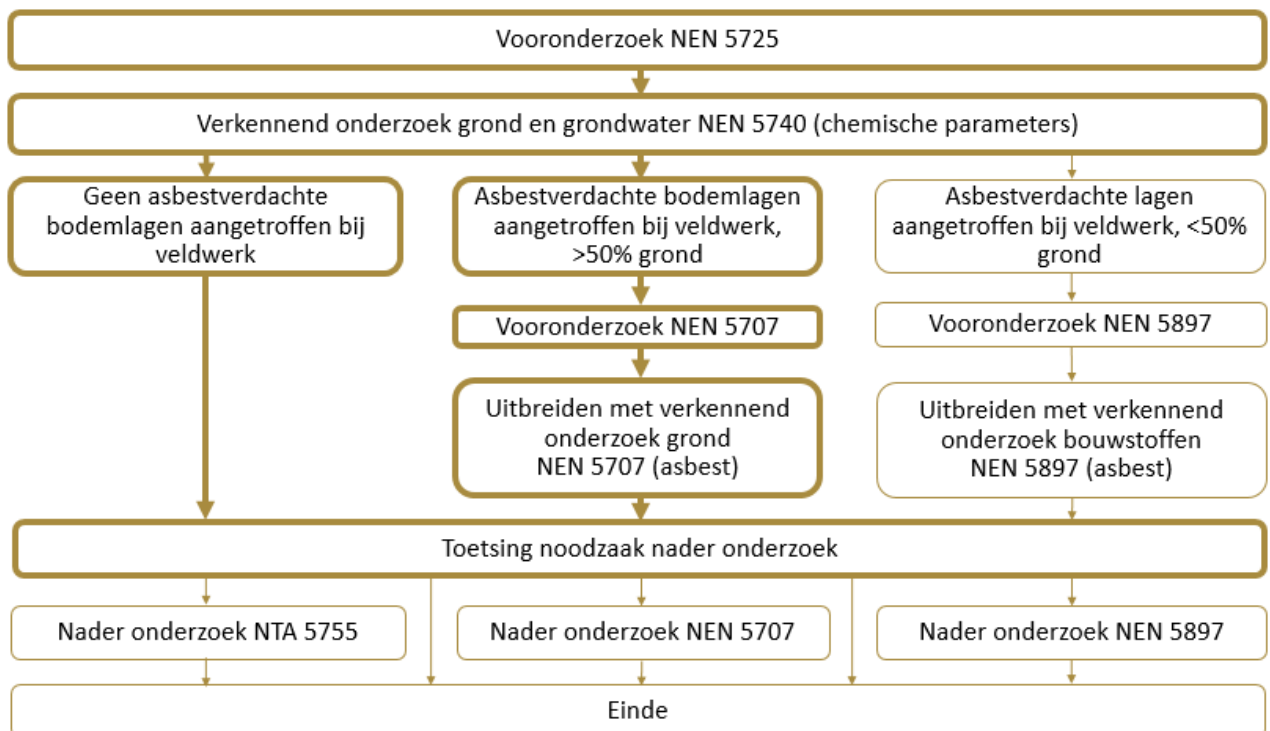 Vooronderzoek NEN 5725
Verkennend onderzoek grond en grondwater NEN 5740 (chemische parameters)
Geen asbestverdachte
bodemlagen aangetroffen bij
veldwerk
Asbestverdachte bodemlagen
aangetroffen bij veldwerk,
>50% grond
Asbestverdachte lagen
aangetroffen bij veldwerk, <50%
grond
Vooronderzoek NEN 5707
Vooronderzoek NEN 5897
Uitbreiden met verkennend
onderzoek grond
NEN 5707 (asbest)
Uitbreiden met verkennend
onderzoek bouwstoffen
NEN 5897 (asbest)
Toetsing noodzaak nader onderzoek
Nader onderzoek NTA 5755
Nader onderzoek NEN 5707
Nader onderzoek NEN 5897
Einde